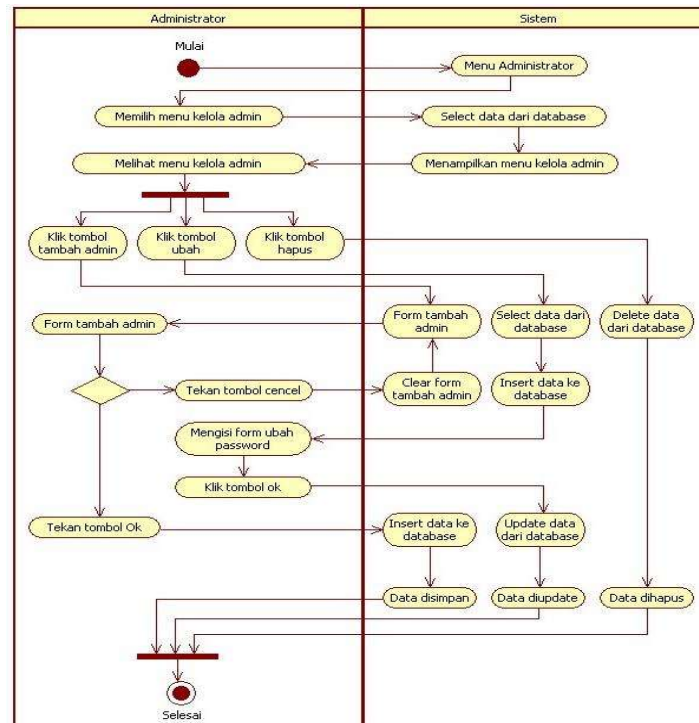 Administrator
Sistem
Mulai
Menu Administrator
Memilih menu kelola admin
Select data dari database
Melihat menu kelola admin
Menampilkan menu kelola admin
Klik tombol
tambah admin
Klik tombol
ubah
Klik tombol
hapus
Form tambah admin
Form tambah
admin
Select data dari
database
Delete data
dari database
Tekan tombol cencel
Clear form
tambah admin
Insert data ke
database
Mengisi form ubah
password
Klik tombol ok
Tekan tombol Ok
Insert data ke
database
Update data
dari database
Data disimpan
Data diupdate
Data dihapus
Selesai